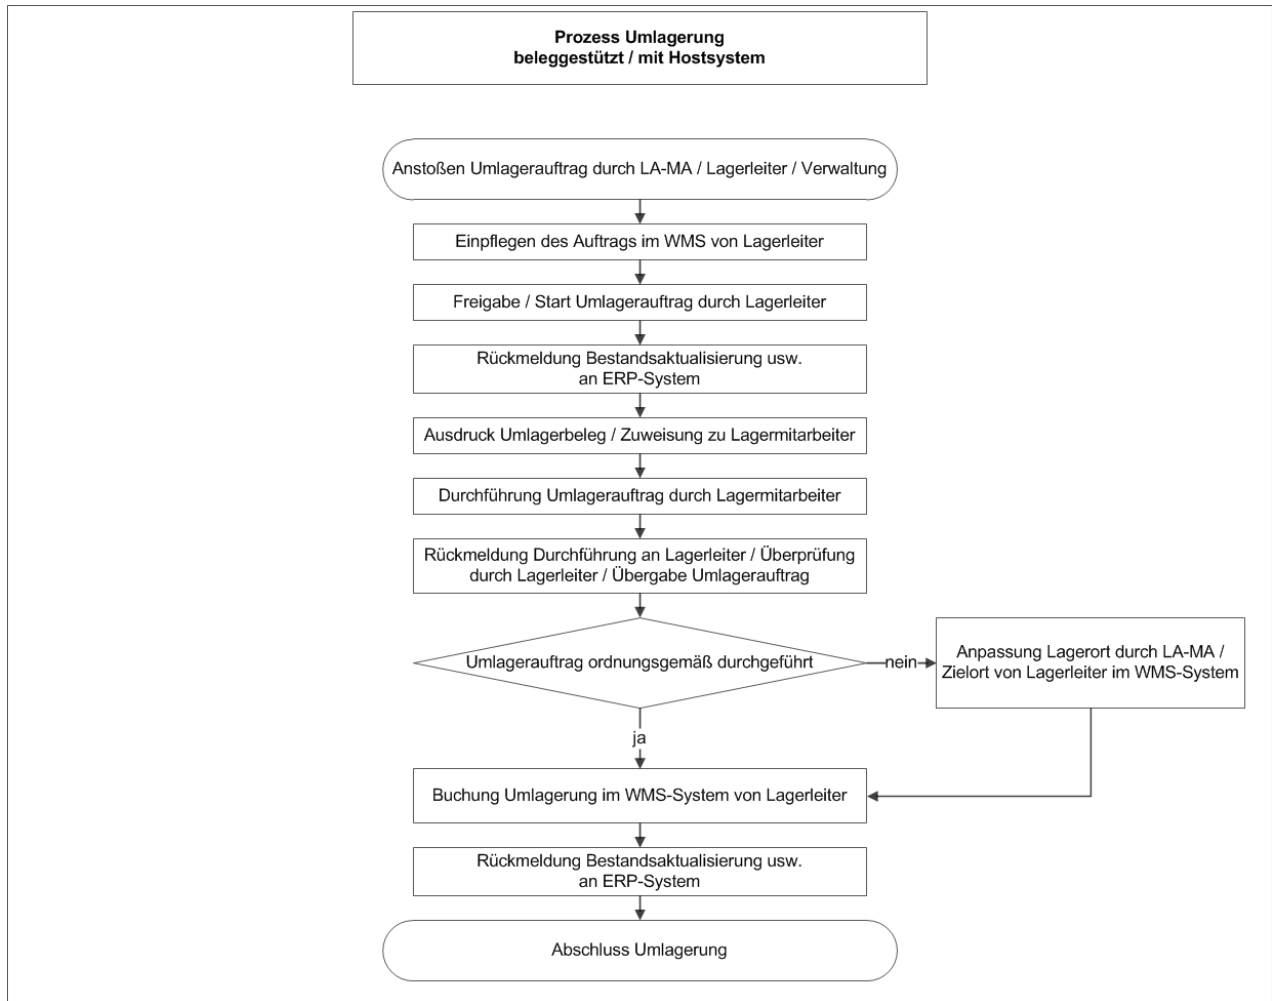 Prozess Umlagerung
beleggestützt / mit Hostsystem
Anstoßen Umlagerauftrag durch LA-MA / Lagerleiter / Verwaltung
Einpflegen des Auftrags im WMS von Lagerleiter
Freigabe / Start Umlagerauftrag durch Lagerleiter
Rückmeldung Bestandsaktualisierung usw.
an ERP-System
Ausdruck Umlagerbeleg / Zuweisung zu Lagermitarbeiter
Durchführung Umlagerauftrag durch Lagermitarbeiter
Rückmeldung Durchführung an Lagerleiter / Überprüfung
durch Lagerleiter / Übergabe Umlagerauftrag
Umlagerauftrag ordnungsgemäß durchgeführt
nein
Anpassung Lagerort durch LA-MA /
Zielort von Lagerleiter im WMS-System
ja
Buchung Umlagerung im WMS-System von Lagerleiter
Rückmeldung Bestandsaktualisierung usw.
an ERP-System
Abschluss Umlagerung